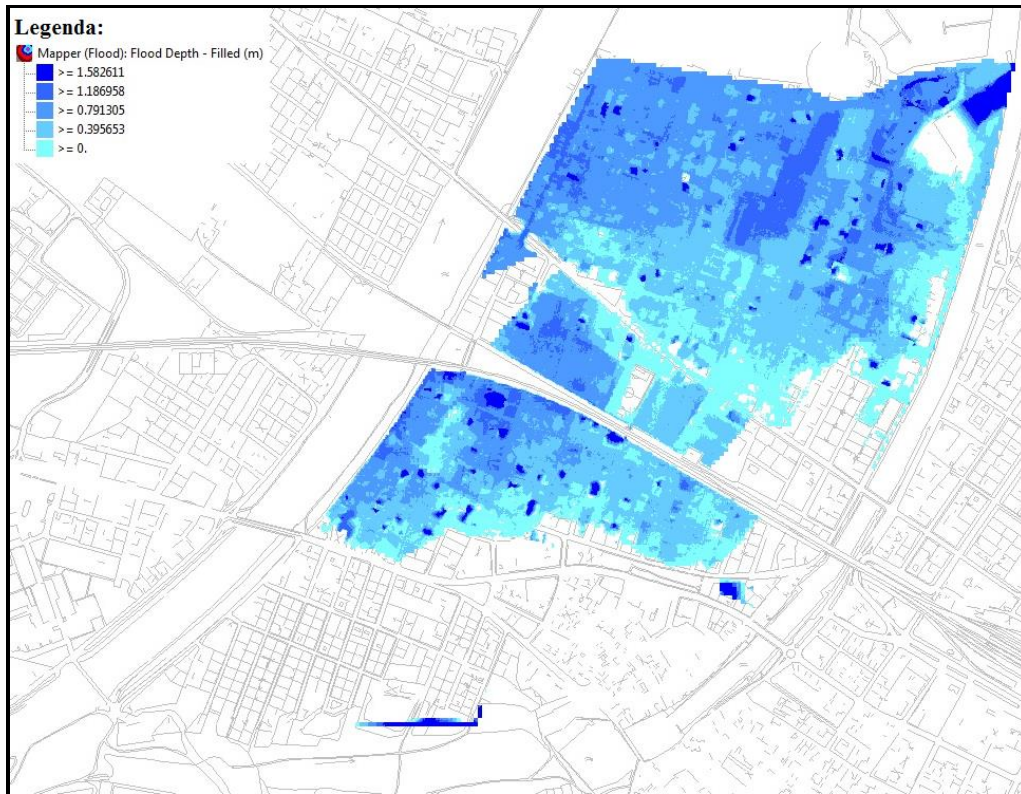 Legenda:
Mapper (Flood): Flood Depth - Filled (m)
>= 1.582611
>= 1.186958
>= 0.791305
>= 0.395653
>= 0.